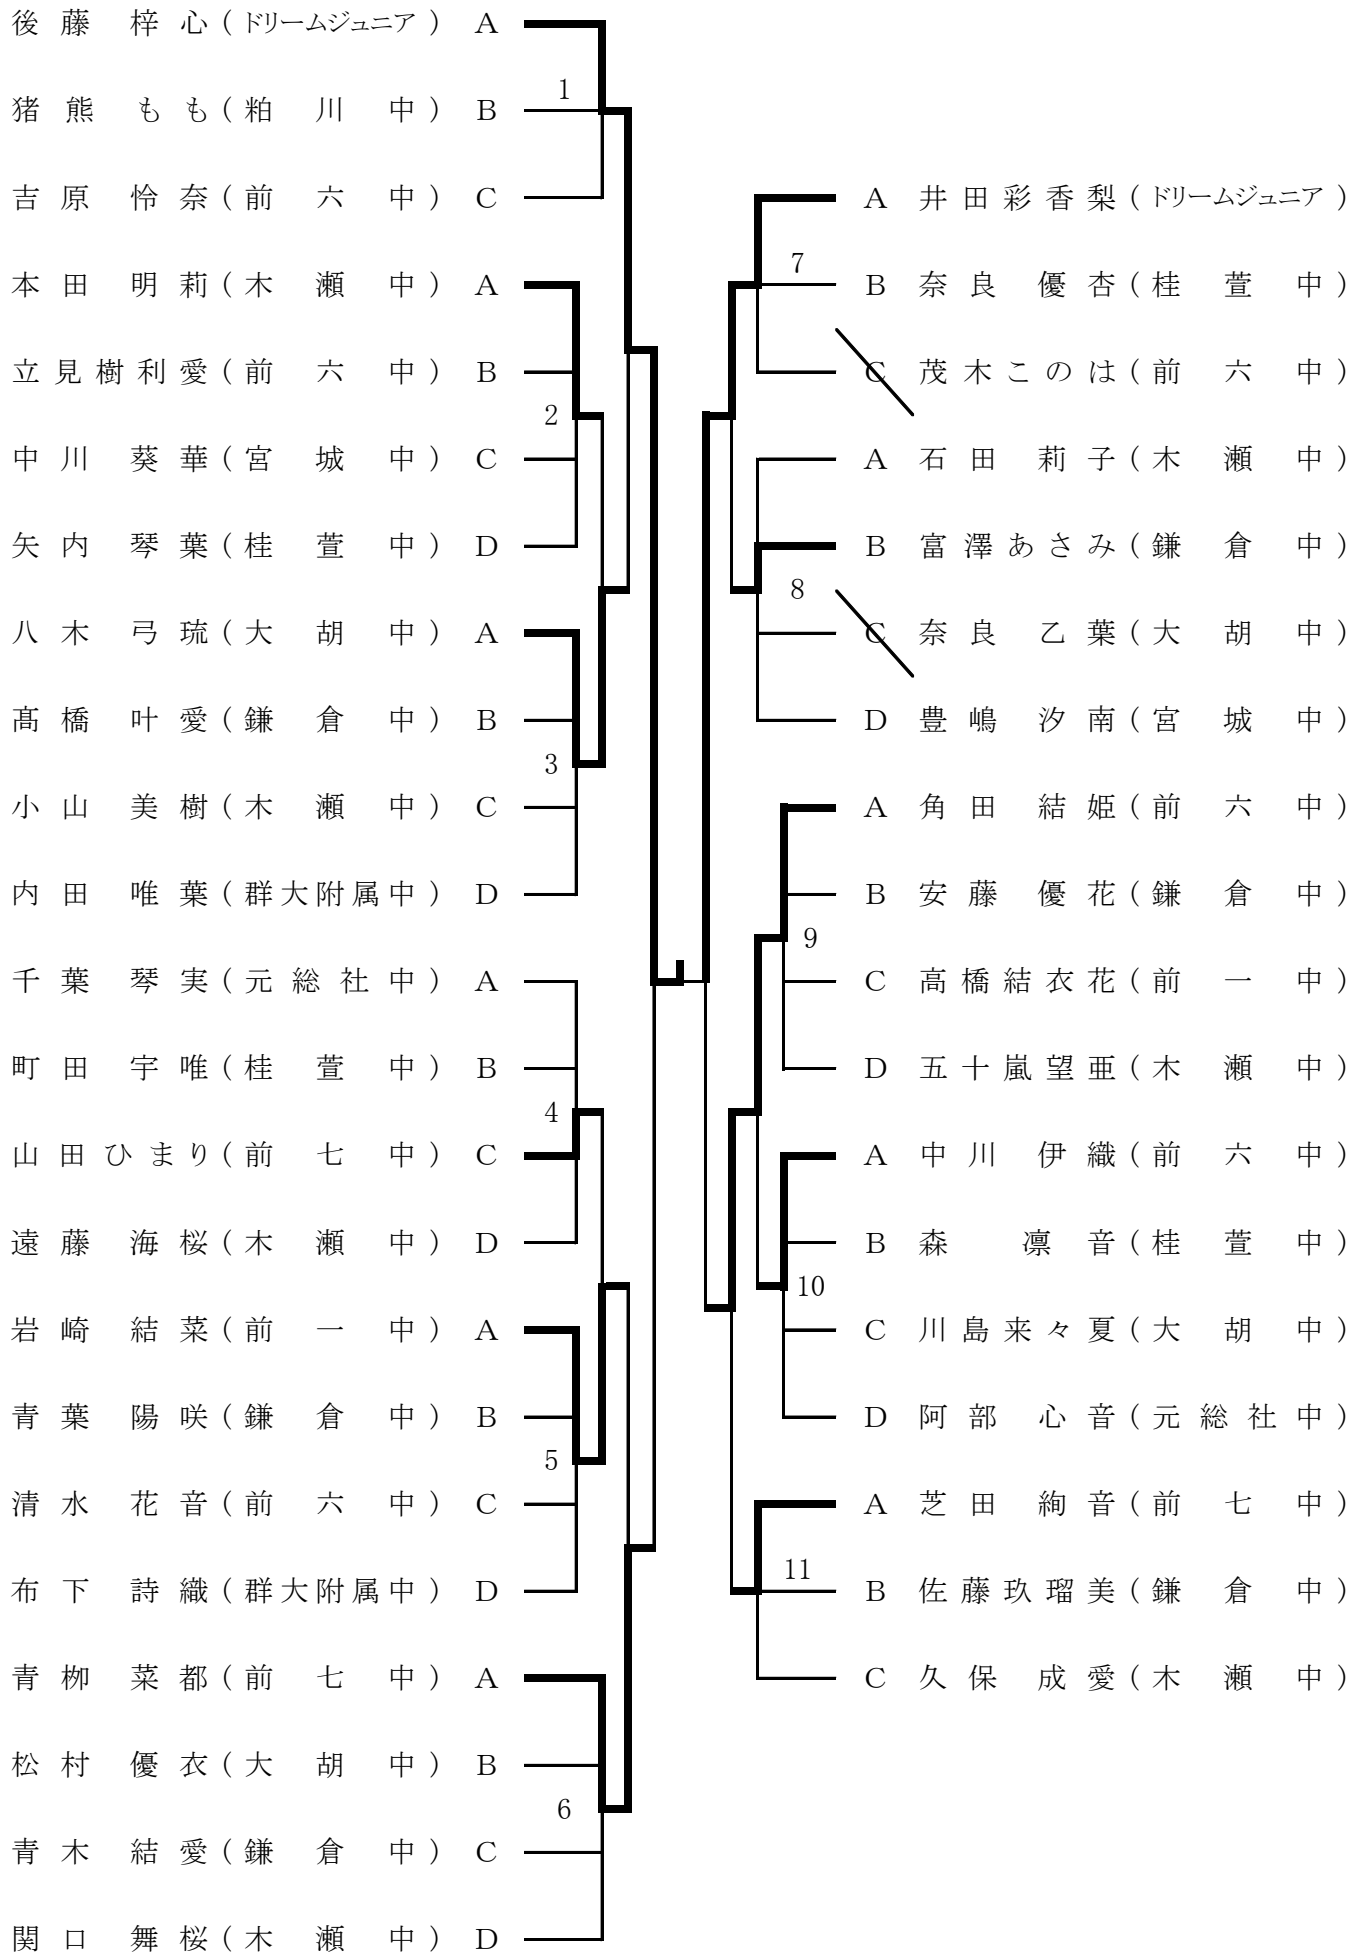 後藤 梓心(ドリームジュニア) A
1
猪熊 もも(粕川中) B
吉原 怜奈(前六中) C
本田 明莉(木瀬中) A
立見樹利愛(前六中) B
2
中川 葵華(宮城中) C
矢内 琴葉(桂萱中) D
八木 弓琉(大胡中) A
髙橋 叶愛(鎌倉中) B
3
小山 美樹(木瀬中) C
内田 唯葉(群大附属中) D
千葉 琴実(元総社中) A
町田 宇唯(桂萱中) B
4
山田ひまり(前七中) C
遠藤 海桜(木瀬中) D
岩崎 結菜(前一中) A
青葉 陽咲(鎌倉中) B
5
清水 花音(前六中) C
布下 詩織(群大附属中) D
青栁 菜都(前七中) A
松村 優衣(大胡中) B
6
青木 結愛(鎌倉中) C
関口 舞桜(木瀬中) D
A 井田彩香梨(ドリームジュニア)
7
B 奈良 優杏(桂萱中)
C 茂木このは(前六中)
A 石田 莉子(木瀬中)
B 富澤あさみ(鎌倉中)
8
C 奈良 乙葉(大胡中)
D 豊嶋 汐南(宮城中)
A 角田 結姫(前六中)
B 安藤 優花(鎌倉中)
9
C 高橋結衣花(前一中)
D 五十嵐望亜(木瀬中)
A 中川 伊織(前六中)
B 森 凛音(桂萱中)
10
C 川島来々夏(大胡中)
D 阿部 心音(元総社中)
A 芝田 絢音(前七中)
11
B 佐藤玖瑠美(鎌倉中)
C 久保 成愛(木瀬中)